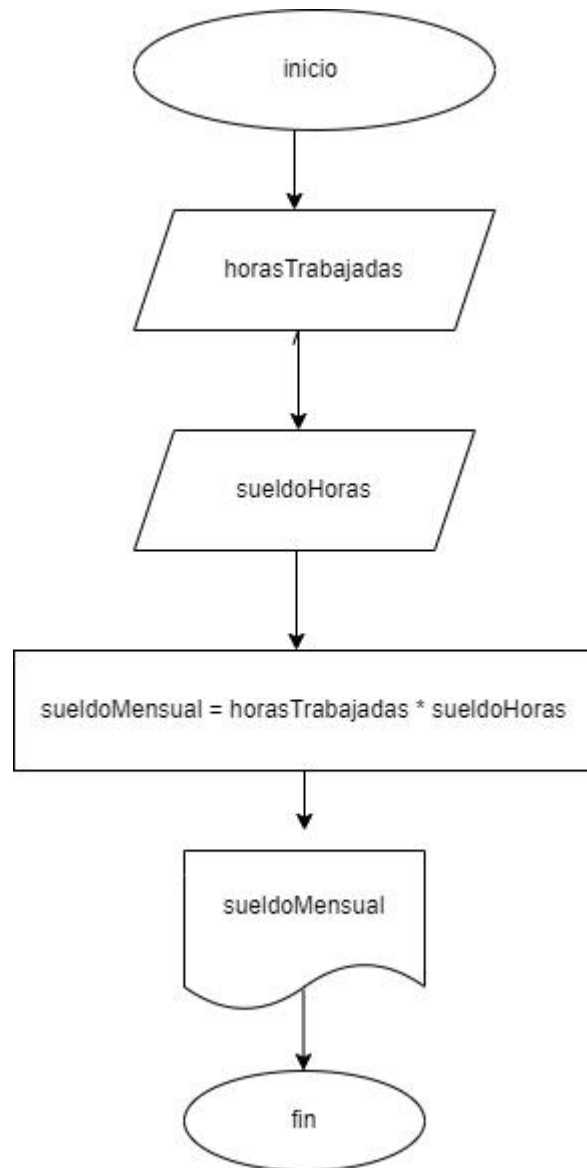 inicio
horasTrabajadas
sueldoHoras
sueldoMensual = horasTrabajadas * sueldoHoras
sueldoMensual
fin